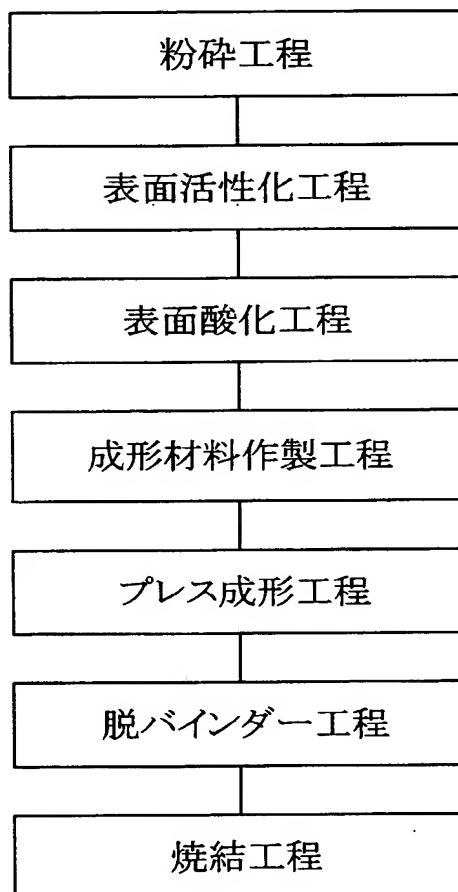 粉砕工程
表面活性化工程
表面酸化工程
成形材料作製工程
プレス成形工程
脱バインダー工程
焼結工程